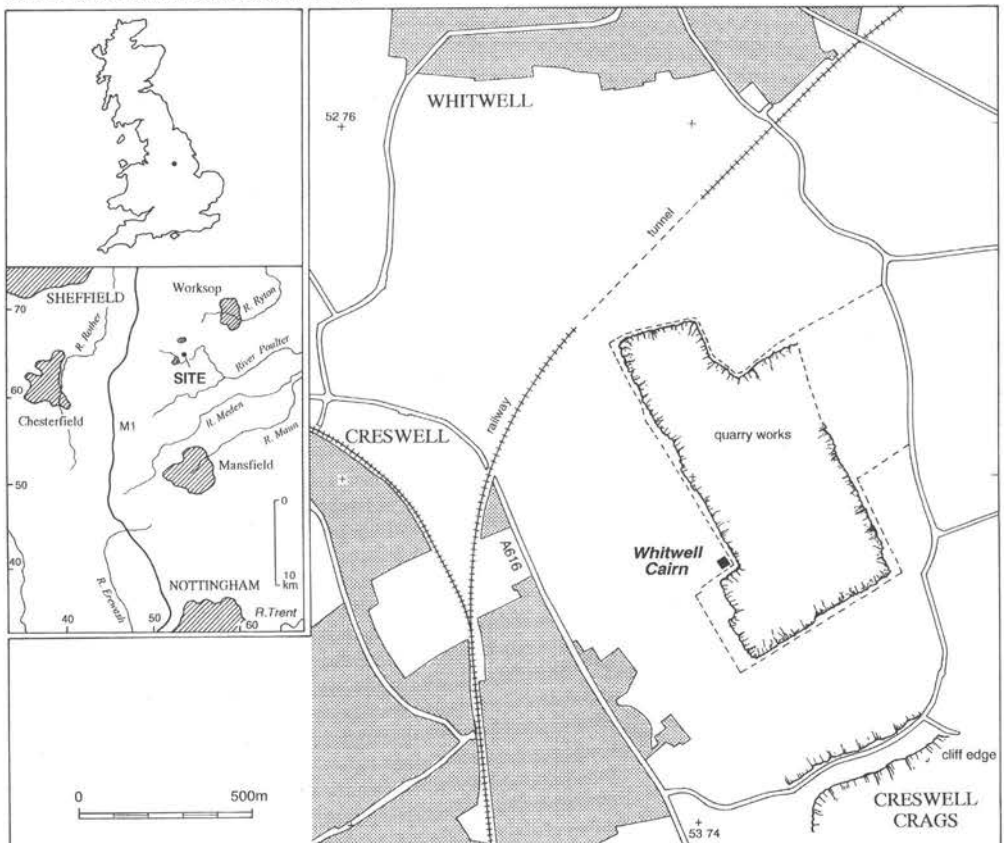 WHITWELL
52 76
tunnel
railway
quarry works
CRESWELL
A616
Whitwell
Cairn
cliff edge
CRESWELL
CRAGS
53 74
SHEFFIELD
Worksop
R. Ryton
R. Rother
River Poulter
SITE
Chesterfield
M1
R. Meden
R. Maun
Mansfield
R. Erewash
NOTTINGHAM
R. Trent
70
60
50
40
40
50
60
0
10
km
0
500m